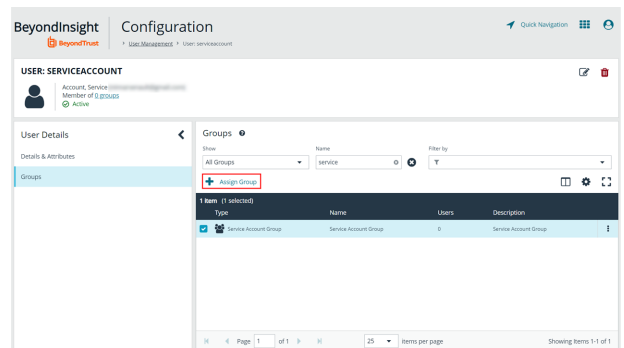 BeyondInsight
BeyondTrust
Configuration
User Management
User: serviceaccount
Quick Navigation
USER: SERVICEACCOUNT
Account, Service
Member of 0 groups
Active
User Details
Details & Attributes
Groups
Groups
Show
Name
Filter by
All Groups
service
Assign Group
1 item (1 selected)
Type Name Users Description
Service Account Group Service Account Group 0 Service Account Group
Page 1 of 1 25 items per page Showing items 1-1 of 1